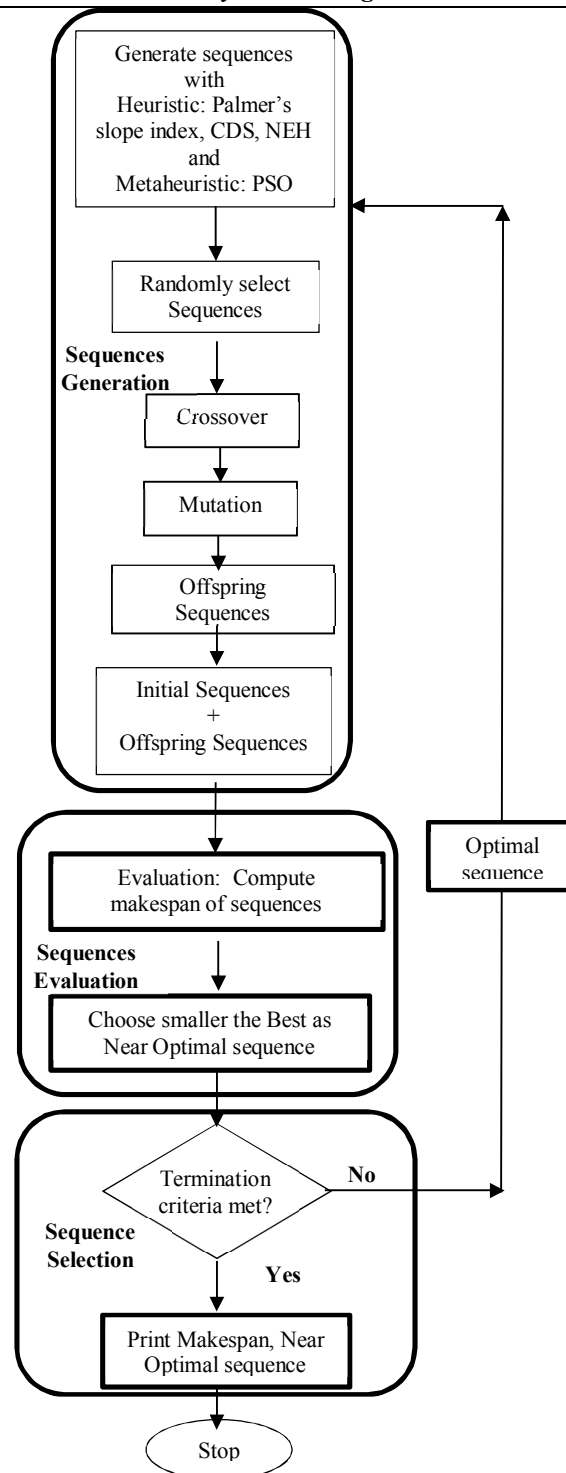 Generate sequences
with
Heuristic: Palmer’s
slope index, CDS, NEH
and
Metaheuristic: PSO
Randomly select
Sequences
Sequences
Generation
Crossover
Mutation
Offspring
Sequences
Initial Sequences
+
Offspring Sequences
Optimal
sequence
Evaluation: Compute
makespan of sequences
Sequences
Evaluation
Choose smaller the Best as
Near Optimal sequence
Termination
criteria met?
No
Sequence
Selection
Yes
Print Makespan, Near
Optimal sequence
Stop